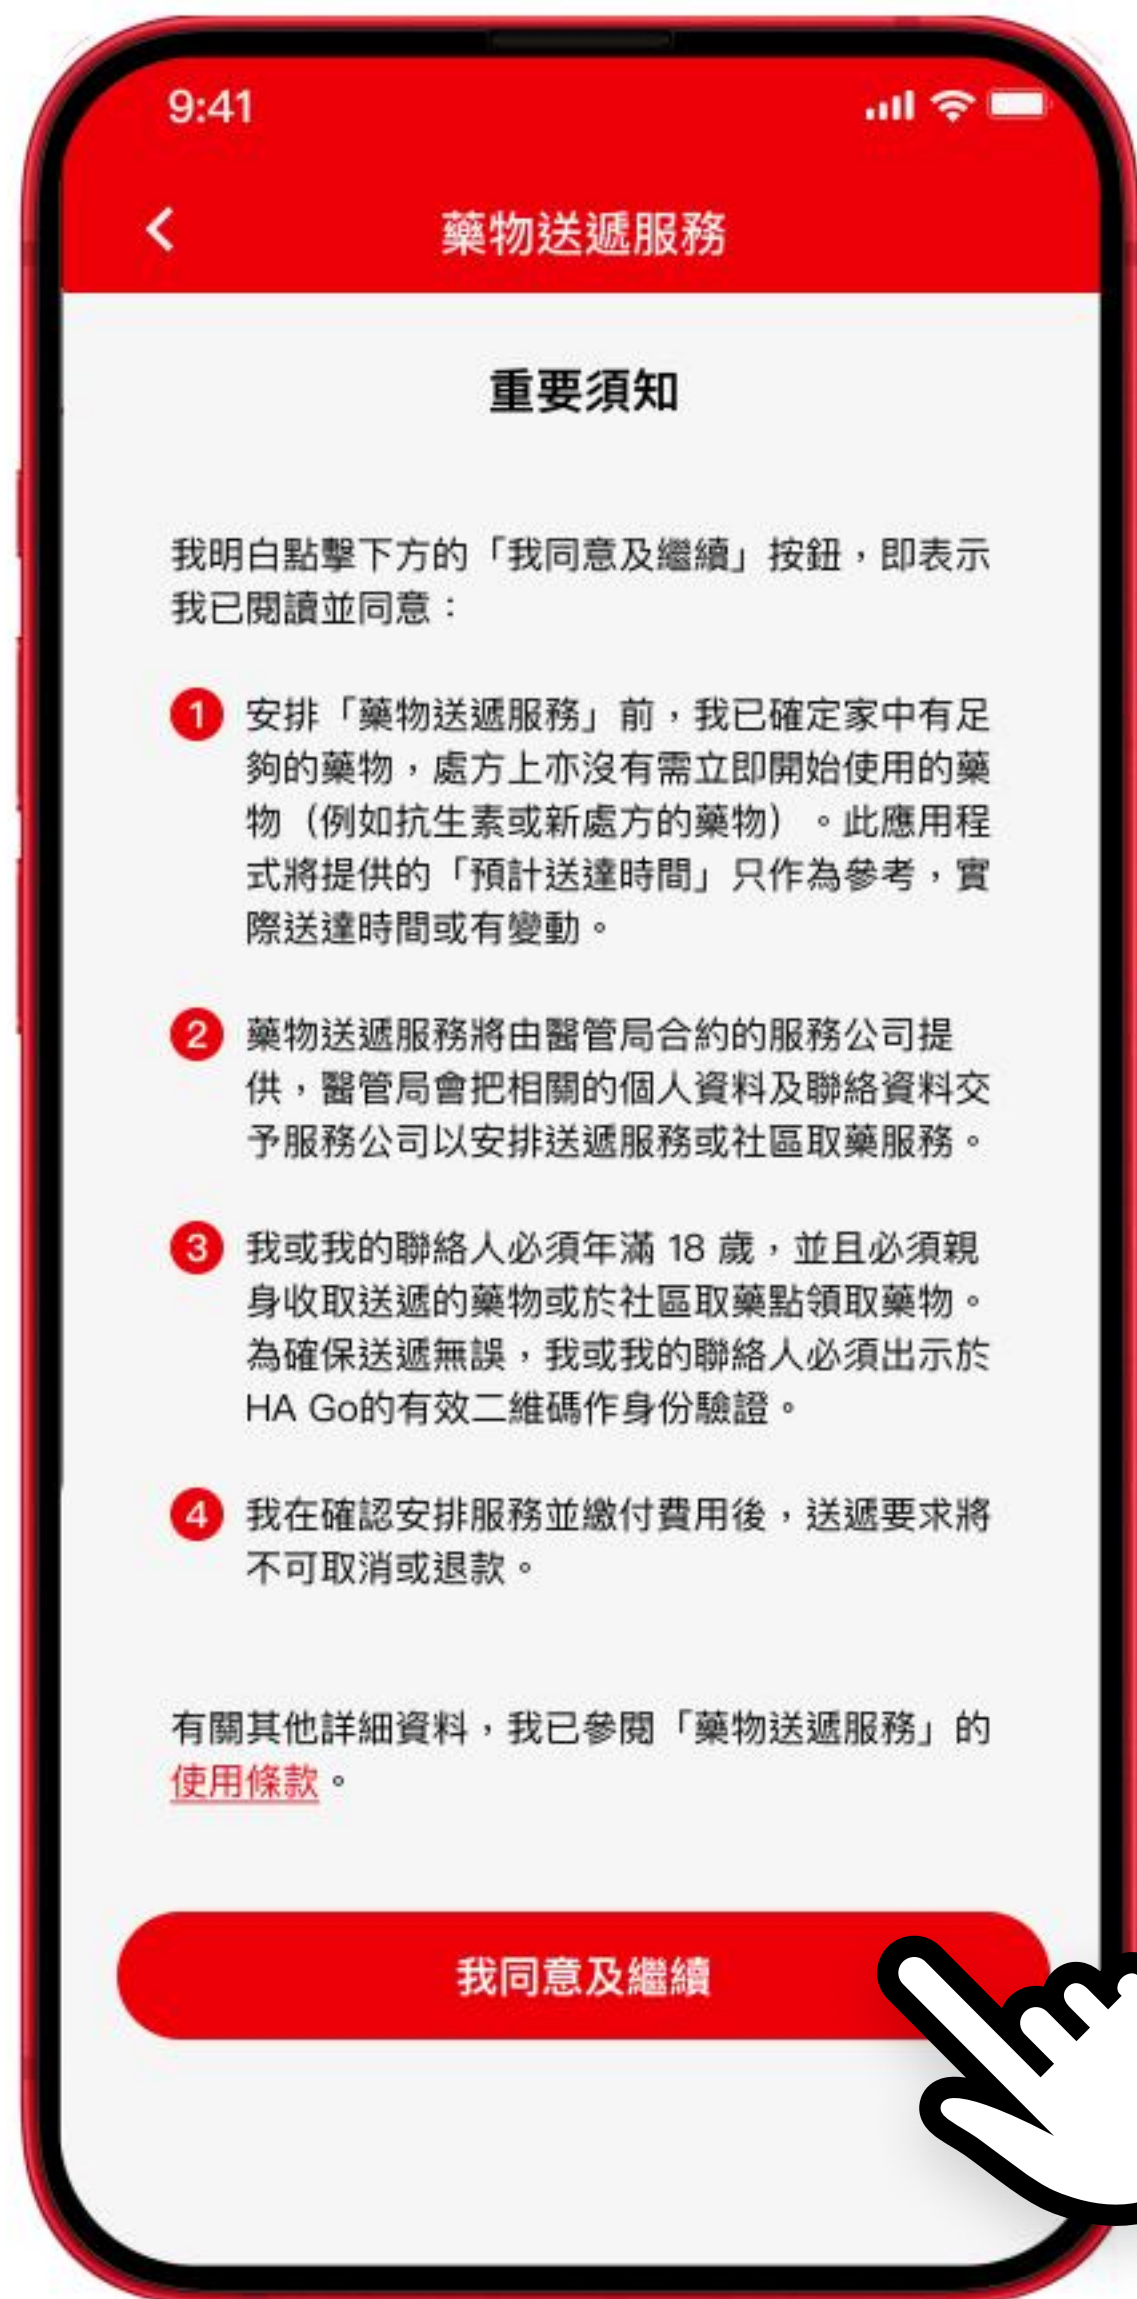 9:41
藥物送遞服務
重要須知
我明白點擊下方的「我同意及繼續」按鈕，即表示
我已閱讀並同意：
1 安排「藥物送遞服務」前，我已確定家中有足
夠的藥物，處方上亦沒有需立即開始使用的藥
物（例如抗生素或新處方的藥物）。此應用程
式將提供的「預計送達時間」只作為參考，實
際送達時間或有變動。
2 藥物送遞服務將由醫管局合約的服務公司提
供，醫管局會把相關的個人資料及聯絡資料交
予服務公司以安排送遞服務或社區取藥服務。
3 我或我的聯絡人必須年滿 18 歲，並且必須親
身收取送遞的藥物或於社區取藥點領取藥物。
為確保送遞無誤，我或我的聯絡人必須出示於
HA Go的有效二維碼作身份驗證。
4 我在確認安排服務並繳付費用後，送遞要求將
不可取消或退款。
有關其他詳細資料，我已參閱「藥物送遞服務」的
使用條款。
我同意及繼續